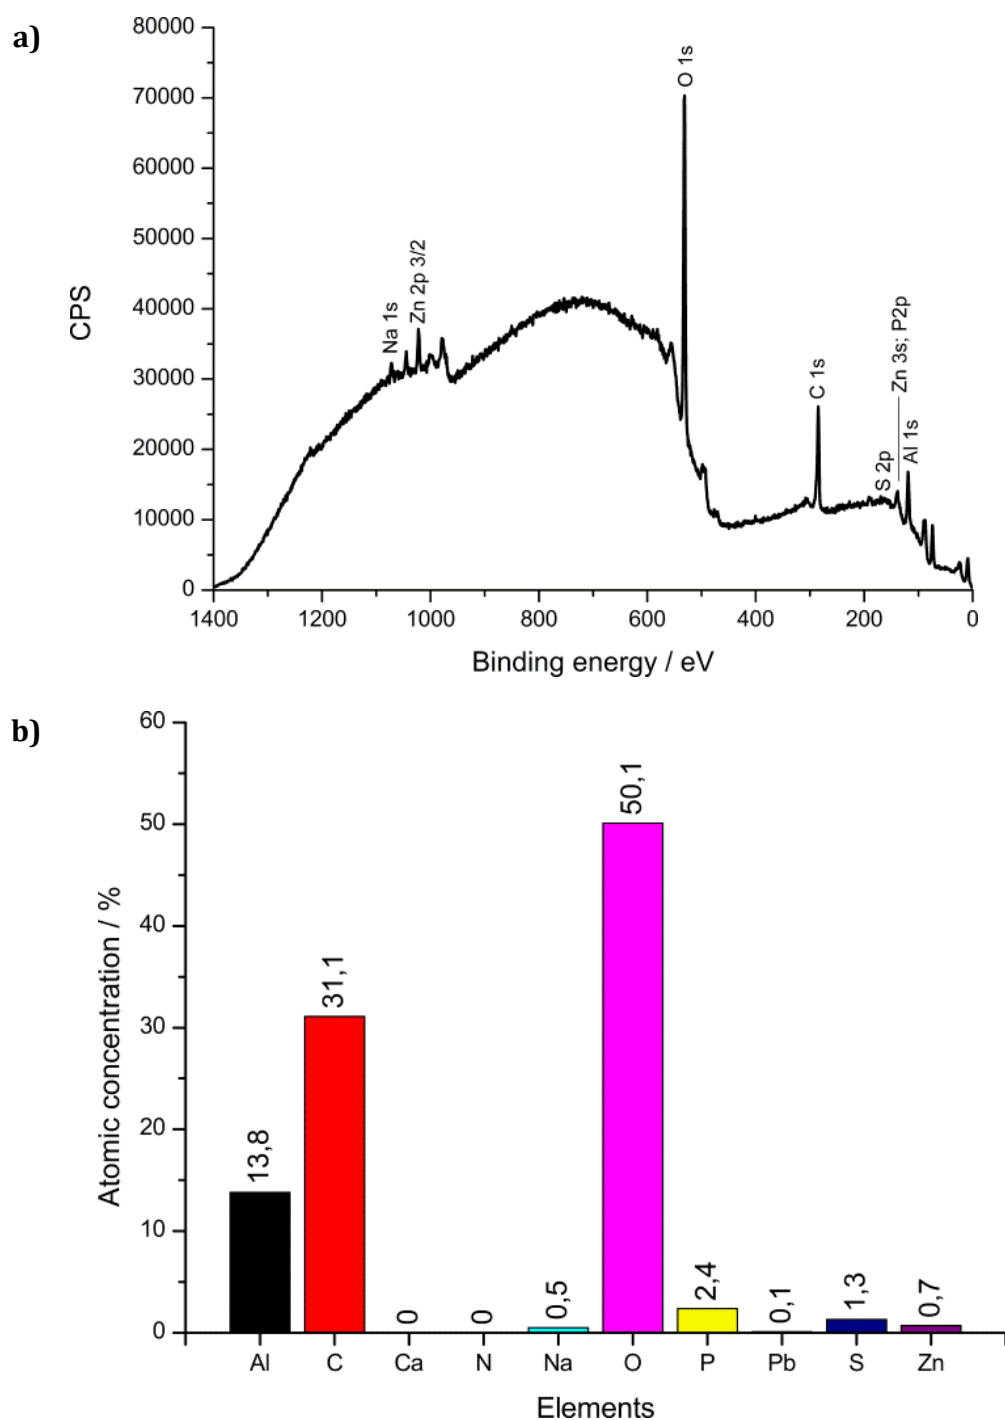 a)
80000
70000
60000
50000
40000
30000
20000
10000
0
CPS
Na 1s
Zn 2p 3/2
O 1s
C 1s
S 2p
Zn 3s; P2p
Al 1s
1400 1200 1000 800 600 400 200 0
Binding energy / eV
b)
60
50
40
30
20
10
0
Atomic concentration / %
13,8
31,1
0
0
0,5
50,1
2,4
0,1
1,3
0,7
Al C Ca N Na O P Pb S Zn
Elements